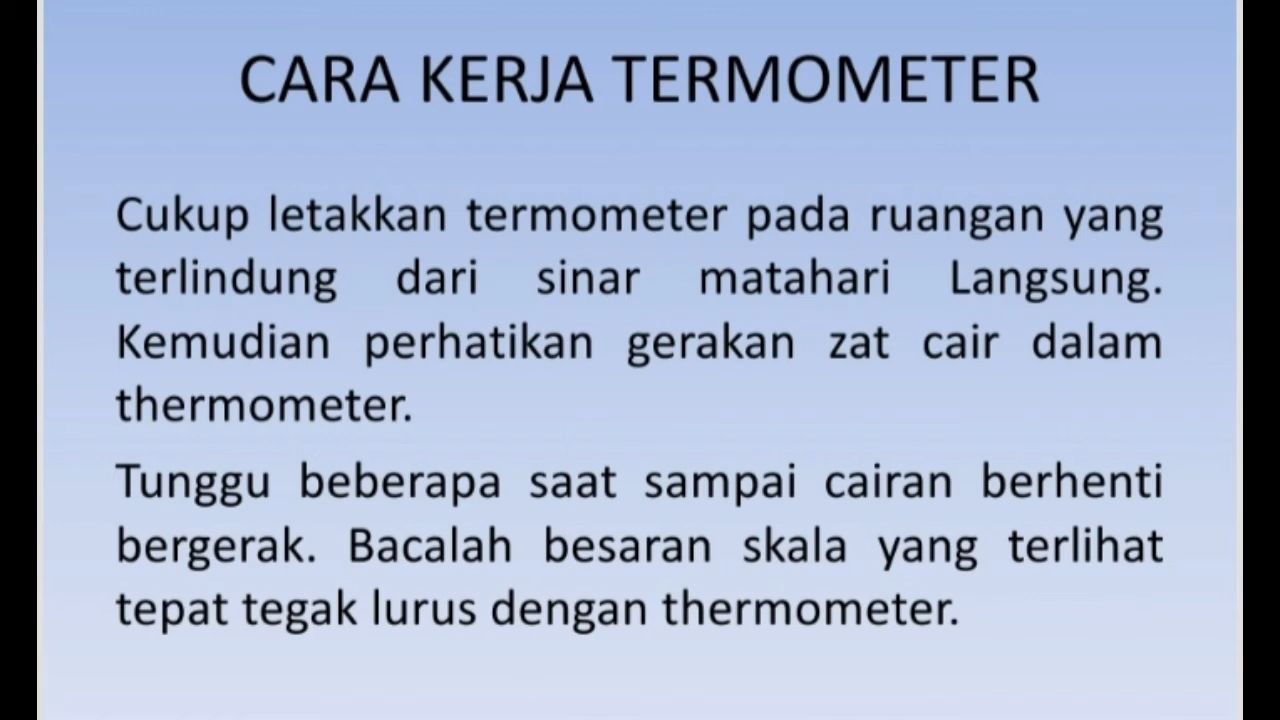 CARA KERJA TERMOMETER
Cukup letakkan termometer pada ruangan yang
terlindung dari sinar matahari Langsung.
Kemudian perhatikan gerakan zat cair dalam
thermometer.
Tunggu beberapa saat sampai cairan berhenti
bergerak. Bacalah besaran skala yang terlihat
tepat tegak lurus dengan thermometer.